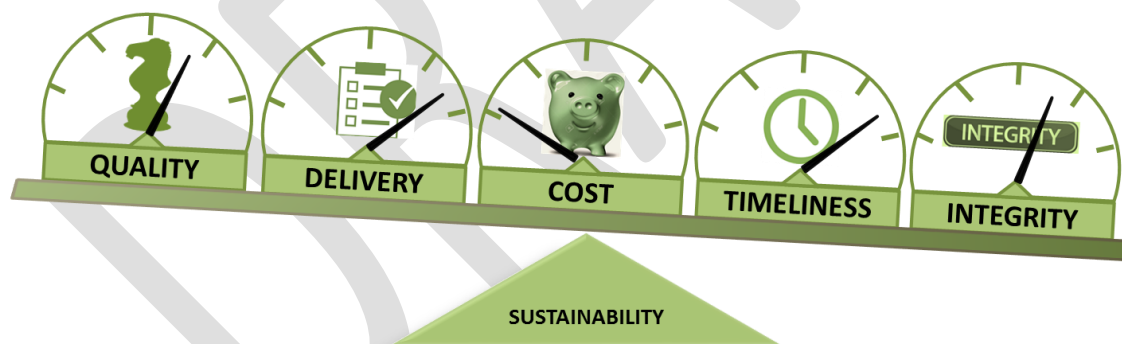 INTEGRITY
QUALITY
DELIVERY
COST
TIMELINESS
INTEGRITY
SUSTAINABILITY